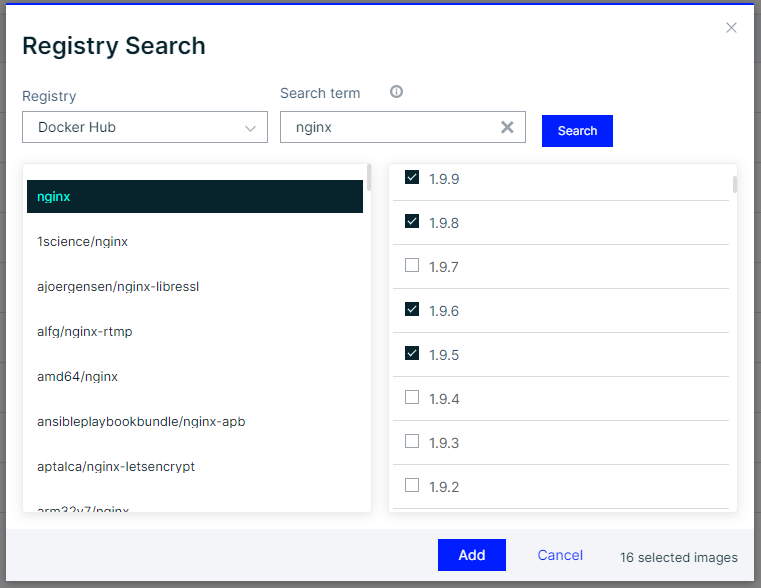 Registry Search
Registry
Search term
Docker Hub
nginx
Search
nginx
1science/nginx
ajoergensen/nginx-libressl
alfg/nginx-rtmp
amd64/nginx
ansibleplaybookbundle/nginx-apb
aptalca/nginx-letsencrypt
arm32v7/nginx
1.9.9
1.9.8
1.9.7
1.9.6
1.9.5
1.9.4
1.9.3
1.9.2
Add
Cancel
16 selected images